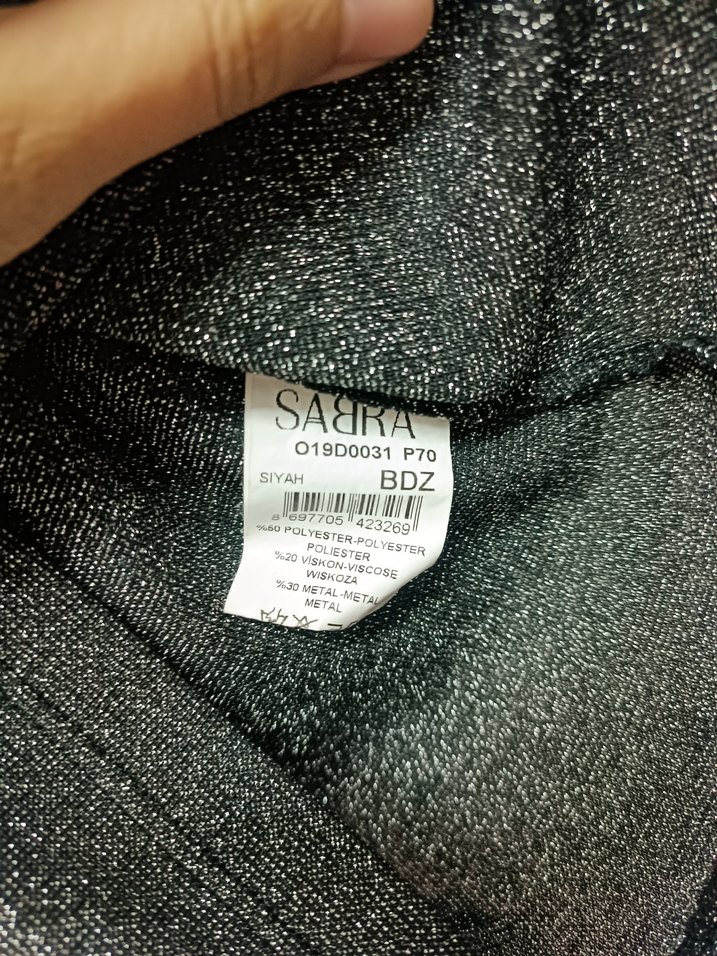 SABRA
O19D0031 P70
SIYAH BDZ
8 697705 423269
%50 POLYESTER-POLYESTER
POLIESTER
%20 VİSKON-VISCOSE
WISKOZA
%30 METAL-METAL
METAL